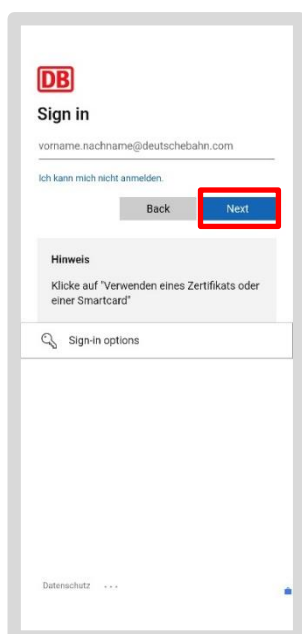 DB
Sign in
vorname.nachname@deutschebahn.com
Ich kann mich nicht anmelden.
Back Next
Hinweis
Klicke auf "Verwenden eines Zertifikats oder
einer Smartcard"
Sign-in options
Datenschutz ...